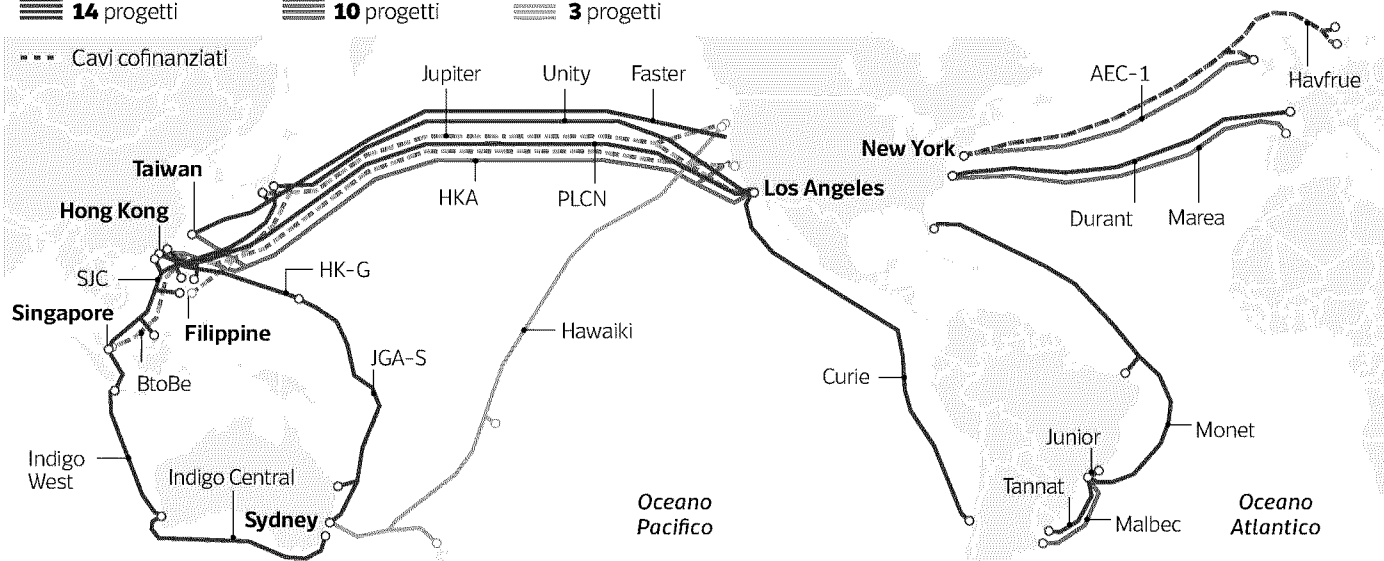 14 progetti
10 progetti
3 progetti
Cavi cofinanziati
Jupiter
Unity
Faster
AEC-1
Havfrue
New York
Taiwan
Los Angeles
HKA
PLCN
Durant
Marea
Hong Kong
SJC
HK-G
Singapore
Filippine
Hawaiki
JGA-S
BtoBe
Curie
Monet
Junior
Indigo
West
Indigo Central
Tannat
Sydney
Malbec
Oceano
Pacifico
Oceano
Atlantico